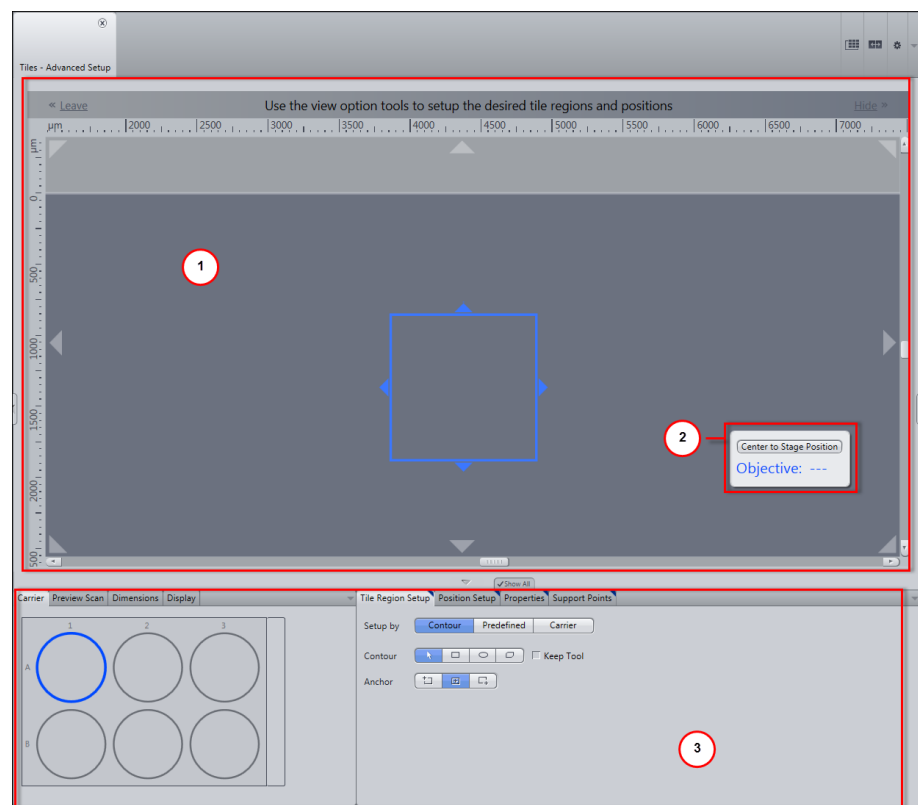 Tiles - Advanced Setup
« Leave
Use the view option tools to setup the desired tile regions and positions
Hide »
µm 2000 2500 3000 3500 4000 4500 5000 5500 6000 6500 7000
µm
0
500
1000
1500
2000
500
1
2
Center to Stage Position
Objective: ---
Show All
Carrier Preview Scan Dimensions Display
1 2 3
A
B
Tile Region Setup Position Setup Properties Support Points
Setup by Contour Predefined Carrier
Contour Keep Tool
Anchor
3